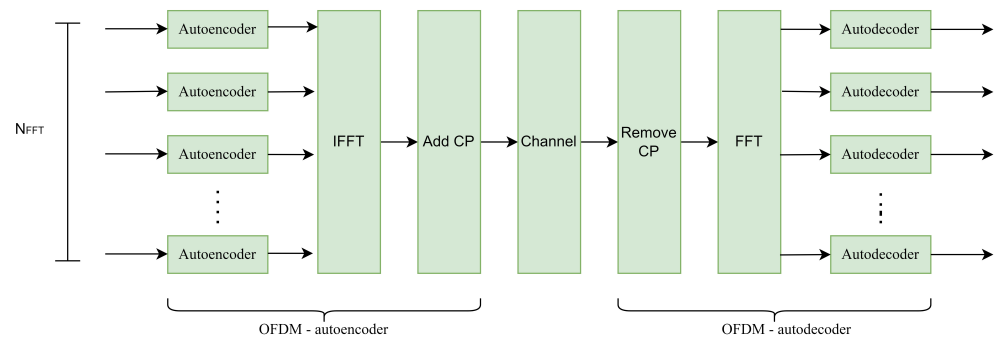 Autoencoder
Autodecoder
Autoencoder
Autodecoder
NFFT
IFFT
Add CP
Channel
Remove
CP
FFT
Autoencoder
Autodecoder
Autoencoder
Autodecoder
OFDM - autoencoder
OFDM - autodecoder